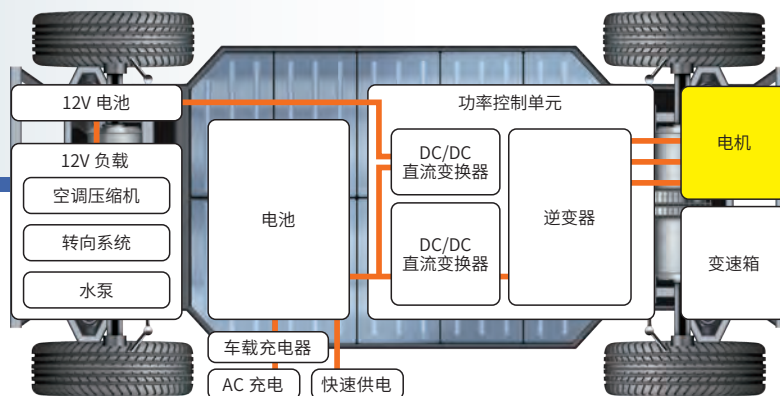 12V 电池
12V 负载
空调压缩机
转向系统
水泵
电池
车载充电器
AC 充电
快速供电
功率控制单元
DC/DC
直流变换器
DC/DC
直流变换器
逆变器
电机
变速箱